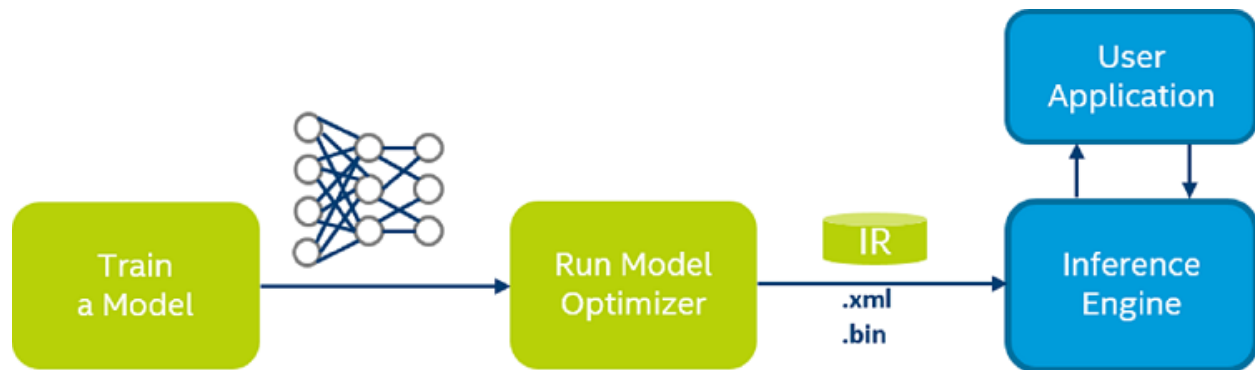 Train
a Model
Run Model
Optimizer
IR
.xml
.bin
User
Application
Inference
Engine